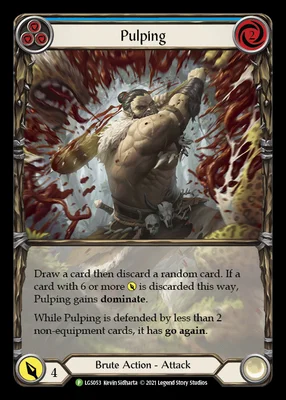 Pulping
2
Draw a card then discard a random card. If a
card with 6 or more is discarded this way,
Pulping gains dominate.
While Pulping is defended by less than 2
non-equipment cards, it has go again.
4
Brute Action - Attack
P LGS053 Kevin Sidharta © 2021 Legend Story Studios